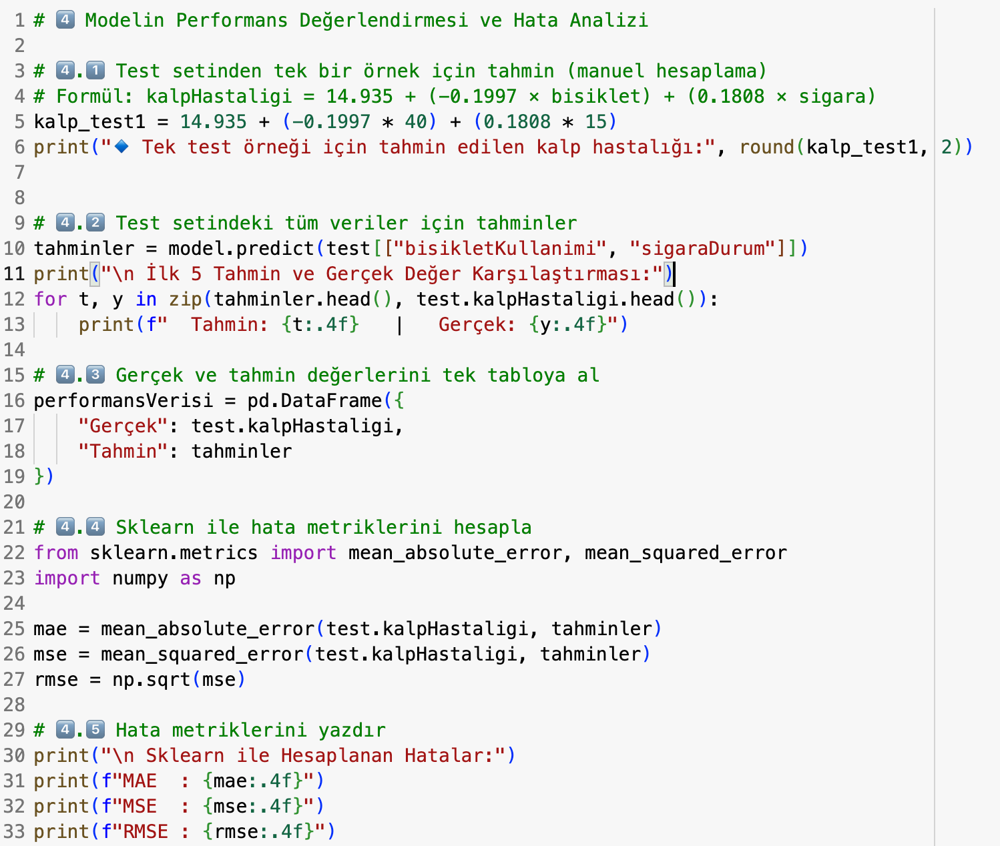 1 # 4️⃣ Modelin Performans Değerlendirmesi ve Hata Analizi
2
3 # 4️⃣.1️⃣ Test setinden tek bir örnek için tahmin (manuel hesaplama)
4 # Formül: kalpHastaligi = 14.935 + (-0.1997 × bisiklet) + (0.1808 × sigara)
5 kalp_test1 = 14.935 + (-0.1997 * 40) + (0.1808 * 15)
6 print("🔹 Tek test örneği için tahmin edilen kalp hastalığı:", round(kalp_test1, 2))
7
8
9 # 4️⃣.2️⃣ Test setindeki tüm veriler için tahminler
10 tahminler = model.predict(test[["bisikletKullanimi", "sigaraDurum"]])
11 print("\n İlk 5 Tahmin ve Gerçek Değer Karşılaştırması:")
12 for t, y in zip(tahminler.head(), test.kalpHastaligi.head()):
13     print(f"  Tahmin: {t:.4f}   |   Gerçek: {y:.4f}")
14
15 # 4️⃣.3️⃣ Gerçek ve tahmin değerlerini tek tabloya al
16 performansVerisi = pd.DataFrame({
17     "Gerçek": test.kalpHastaligi,
18     "Tahmin": tahminler
19 })
20
21 # 4️⃣.4️⃣ Sklearn ile hata metriklerini hesapla
22 from sklearn.metrics import mean_absolute_error, mean_squared_error
23 import numpy as np
24
25 mae = mean_absolute_error(test.kalpHastaligi, tahminler)
26 mse = mean_squared_error(test.kalpHastaligi, tahminler)
27 rmse = np.sqrt(mse)
28
29 # 4️⃣.5️⃣ Hata metriklerini yazdır
30 print("\n Sklearn ile Hesaplanan Hatalar:")
31 print(f"MAE  : {mae:.4f}")
32 print(f"MSE  : {mse:.4f}")
33 print(f"RMSE : {rmse:.4f}")